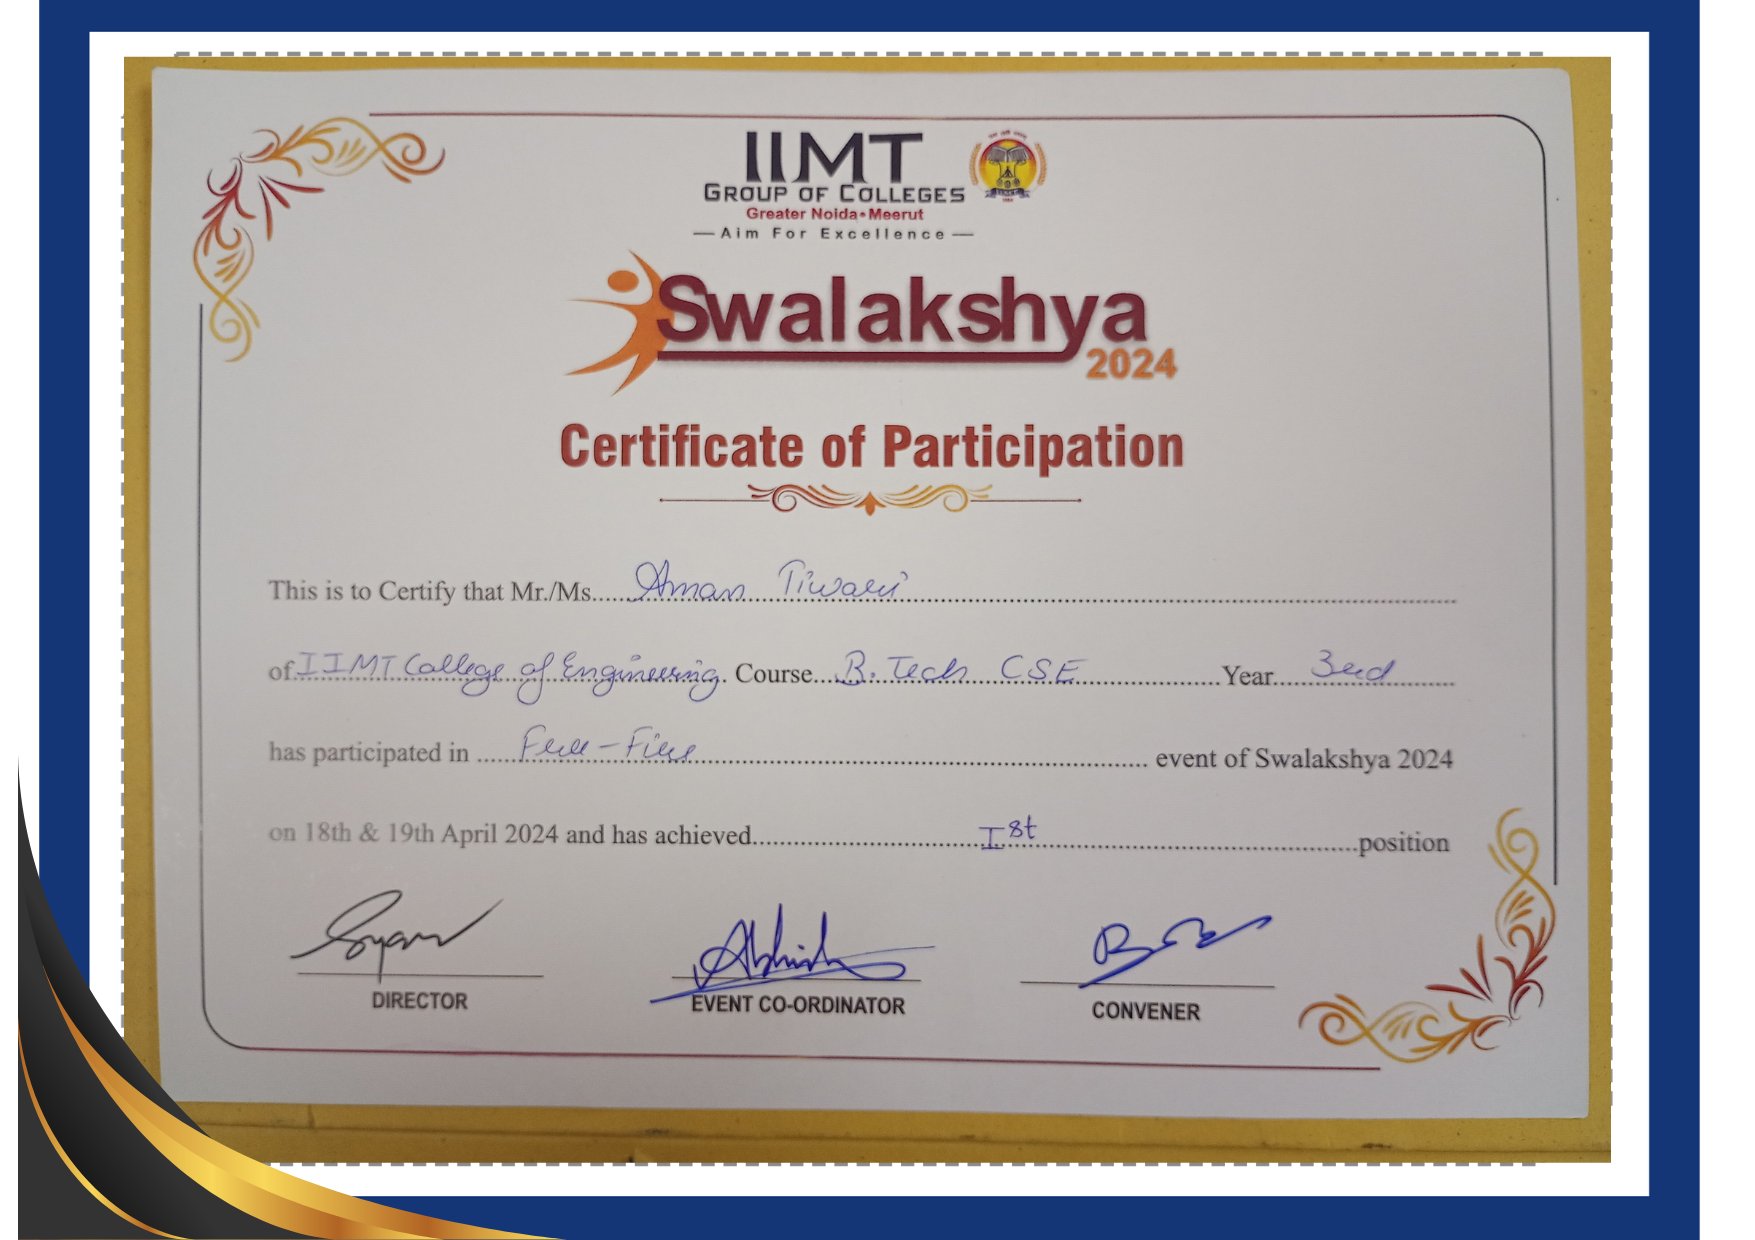 IIMT
GROUP OF COLLEGES
Greater Noida • Meerut
— Aim For Excellence —
Swalakshya
2024
Certificate of Participation
This is to Certify that Mr./Ms. Aman Tiwari
of IIMT College of Engineering. Course B.Tech CSE Year 3rd
has participated in Free-Fire event of Swalakshya 2024
on 18th & 19th April 2024 and has achieved Ist position
DIRECTOR
EVENT CO-ORDINATOR
CONVENER